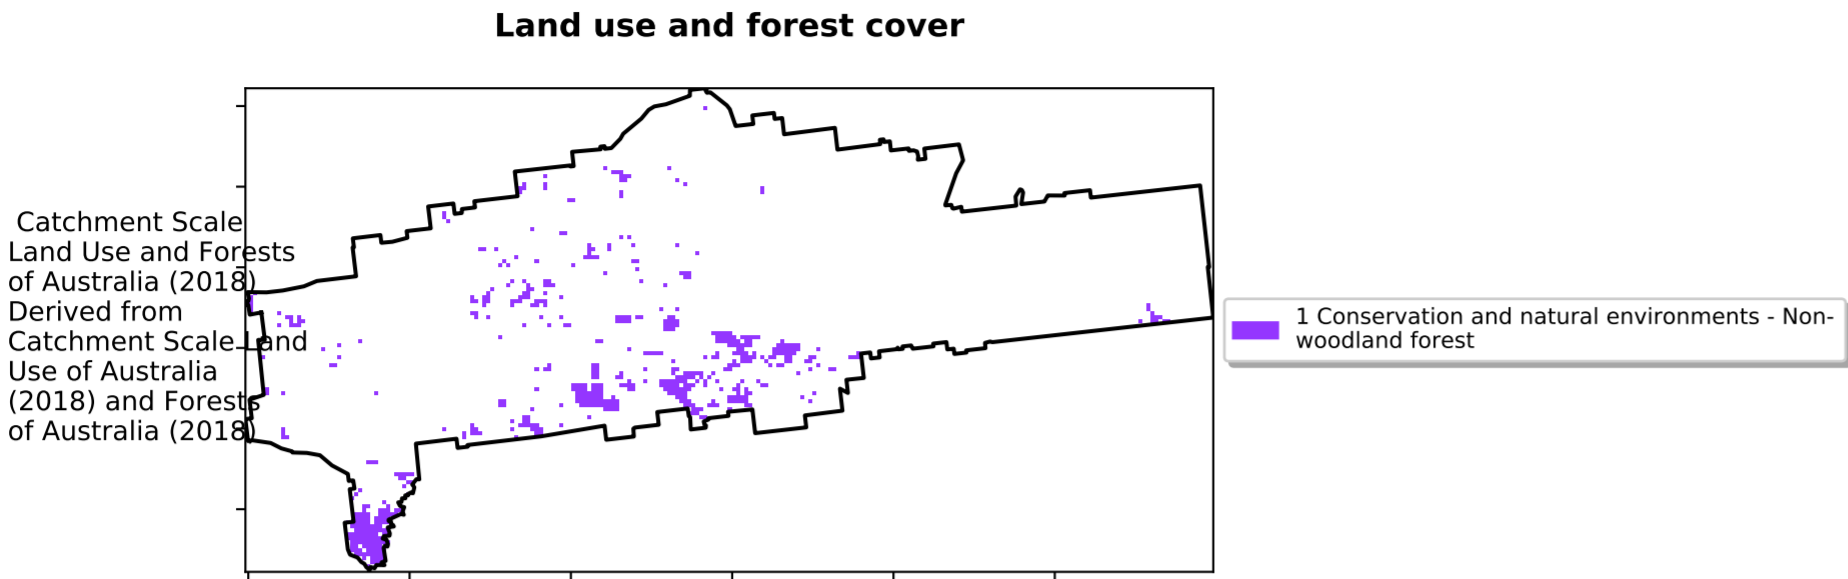 Land use and forest cover
Catchment Scale
Land Use and Forests
of Australia (2018)
Derived from
Catchment Scale Land
Use of Australia
(2018) and Forests
of Australia (2018)
1 Conservation and natural environments - Non-
woodland forest